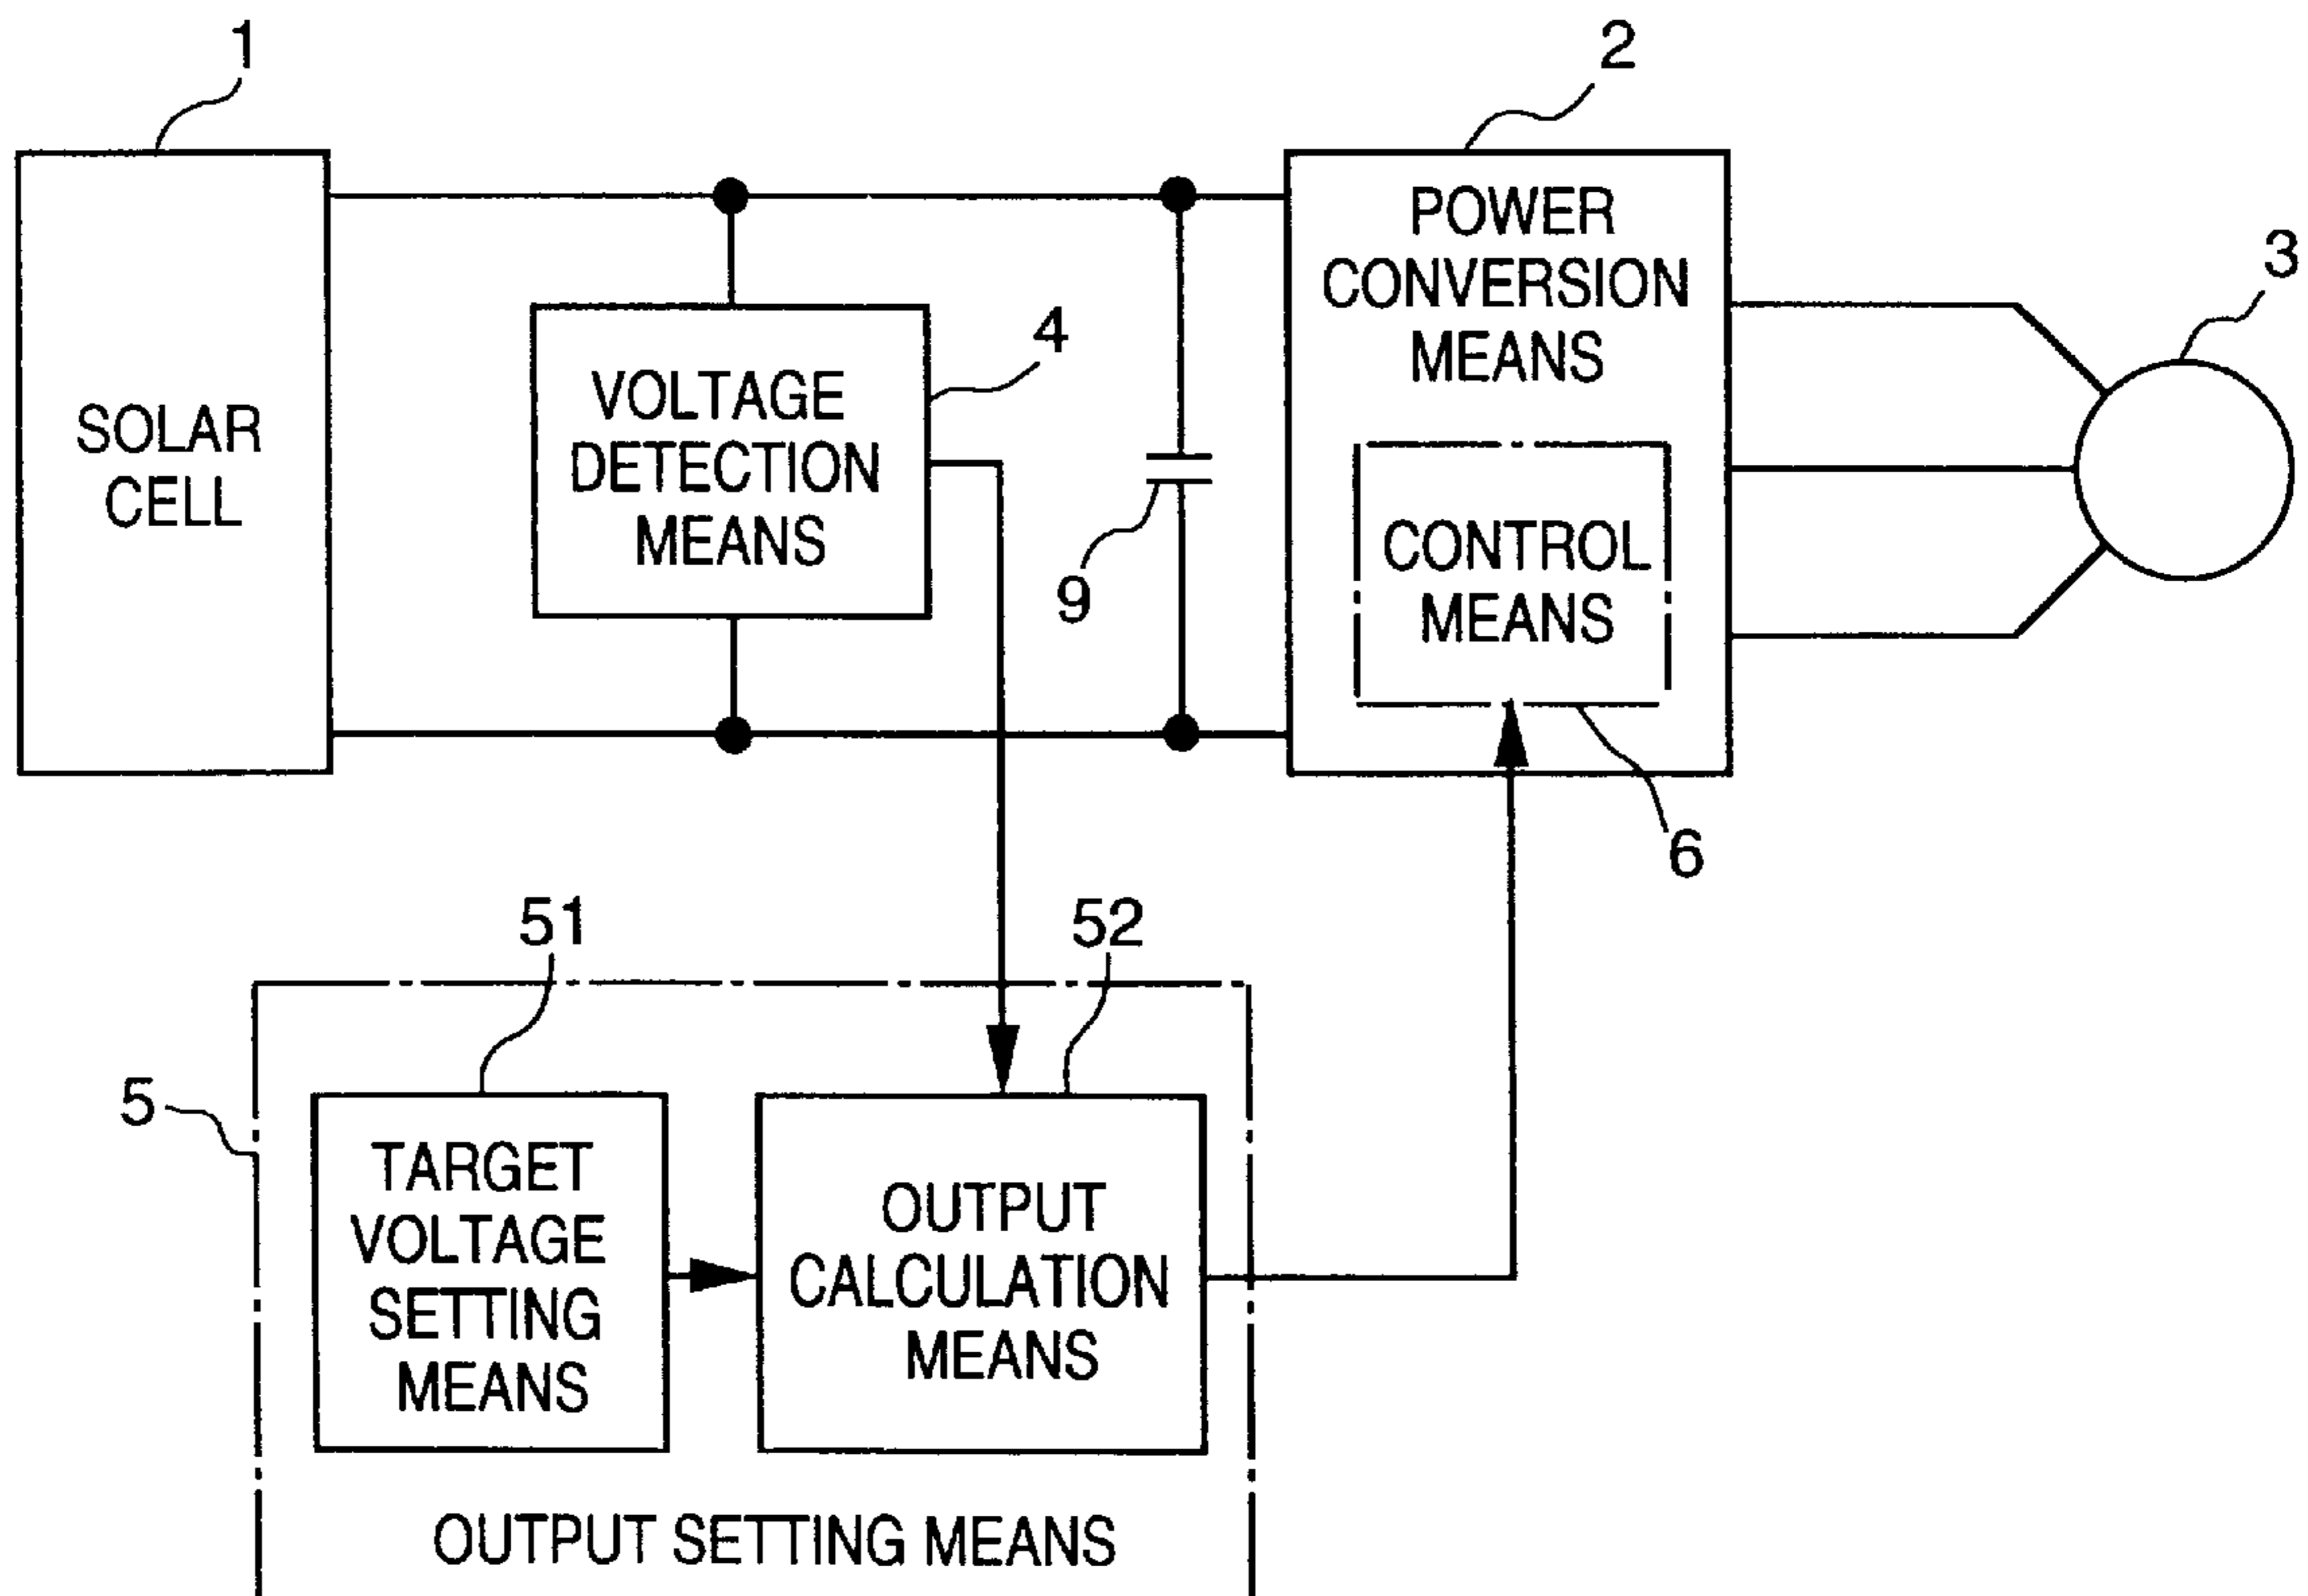 1
2
3
SOLAR
CELL
VOLTAGE
DETECTION
MEANS
4
9
POWER
CONVERSION
MEANS
CONTROL
MEANS
6
5
51
52
TARGET
VOLTAGE
SETTING
MEANS
OUTPUT
CALCULATION
MEANS
OUTPUT SETTING MEANS